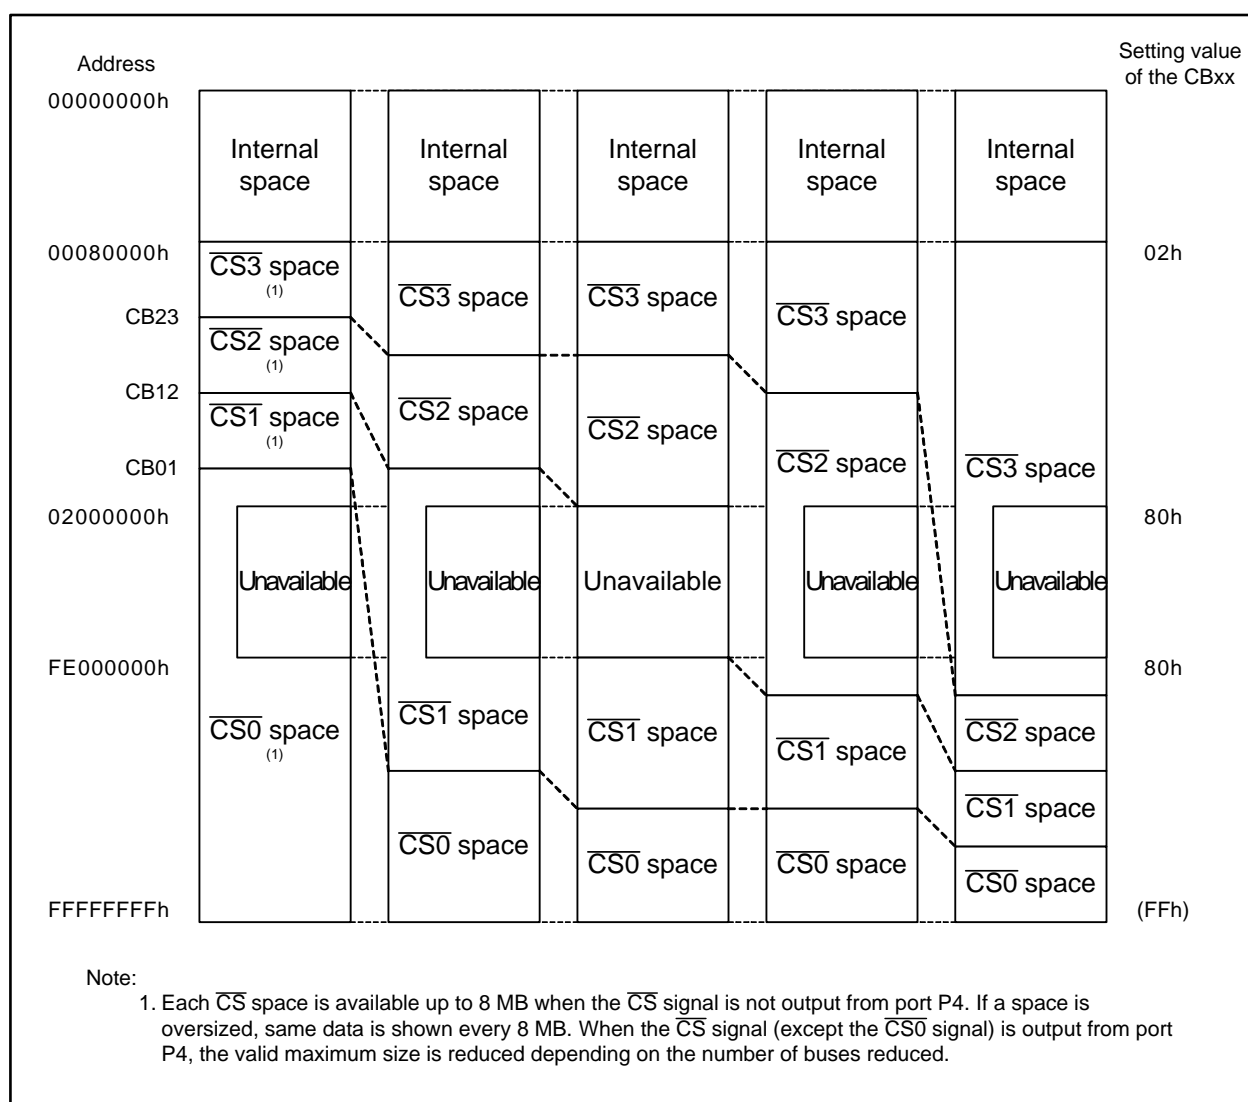 Address
Setting value
of the CBxx
00000000h
Internal
space
Internal
space
Internal
space
Internal
space
Internal
space
00080000h
02h
CS3 space
(1)
CS3 space
CS3 space
CS3 space
CB23
CS2 space
(1)
CB12
CS2 space
CS2 space
CS1 space
(1)
CS2 space
CS3 space
CB01
02000000h
80h
Unavailable
Unavailable
Unavailable
Unavailable
Unavailable
FE000000h
80h
CS0 space
(1)
CS1 space
CS1 space
CS1 space
CS2 space
CS1 space
CS0 space
CS0 space
CS0 space
CS0 space
FFFFFFFFh
(FFh)
Note:
1. Each CS space is available up to 8 MB when the CS signal is not output from port P4. If a space is
oversized, same data is shown every 8 MB. When the CS signal (except the CS0 signal) is output from port
P4, the valid maximum size is reduced depending on the number of buses reduced.